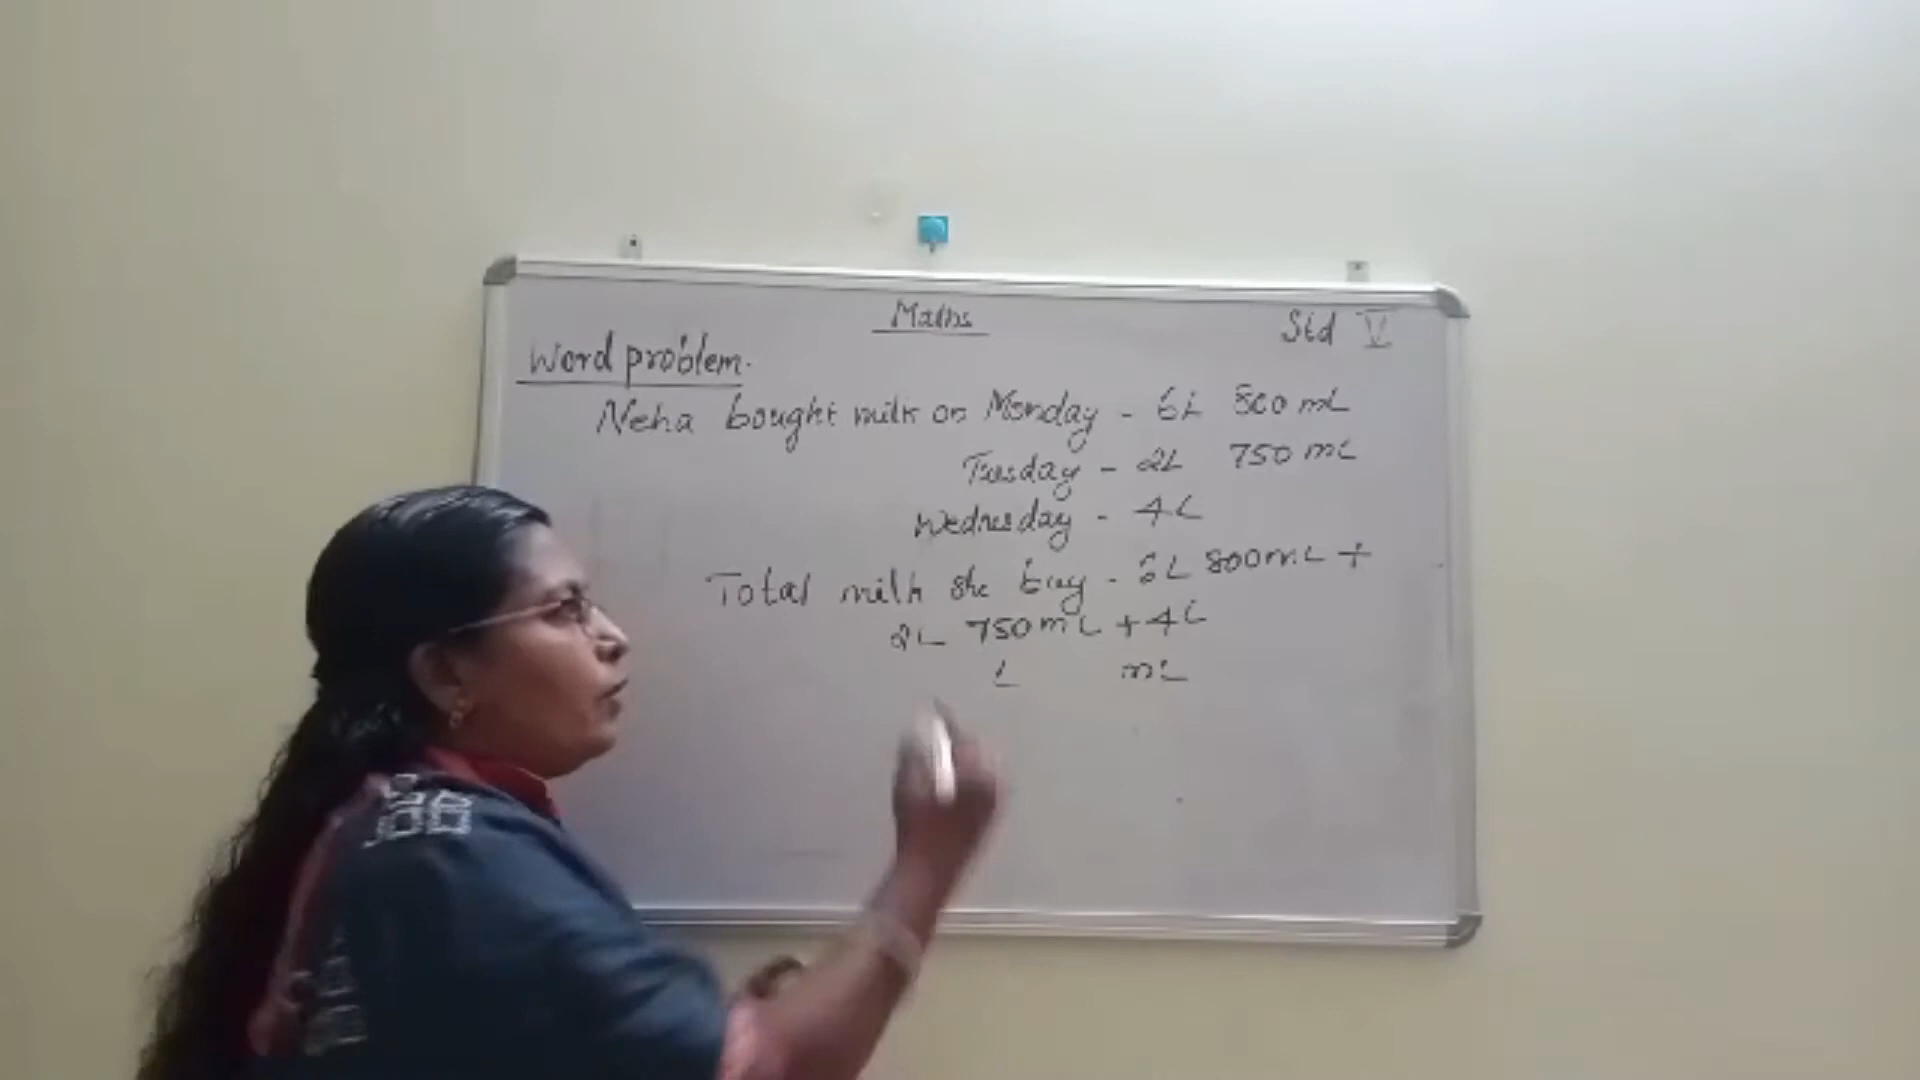 Maths
Std V
Word problem.
Neha bought milk on Monday - 6L 800 mL
Tuesday - 2L 750 mL
Wednesday - 4L
Total milk she buy - 6L 800mL +
2L 750mL + 4L
L mL